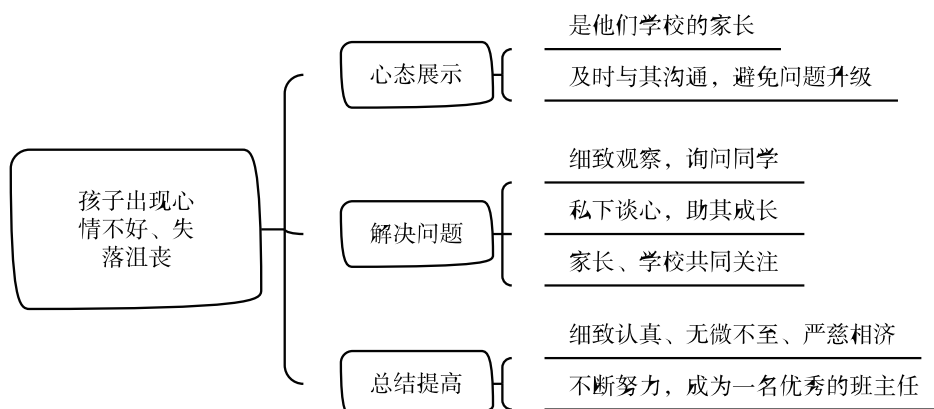 孩子出现心
情不好、失
落沮丧
心态展示
是他们学校的家长
及时与其沟通，避免问题升级
解决问题
细致观察，询问同学
私下谈心，助其成长
家长、学校共同关注
总结提高
细致认真、无微不至、严慈相济
不断努力，成为一名优秀的班主任